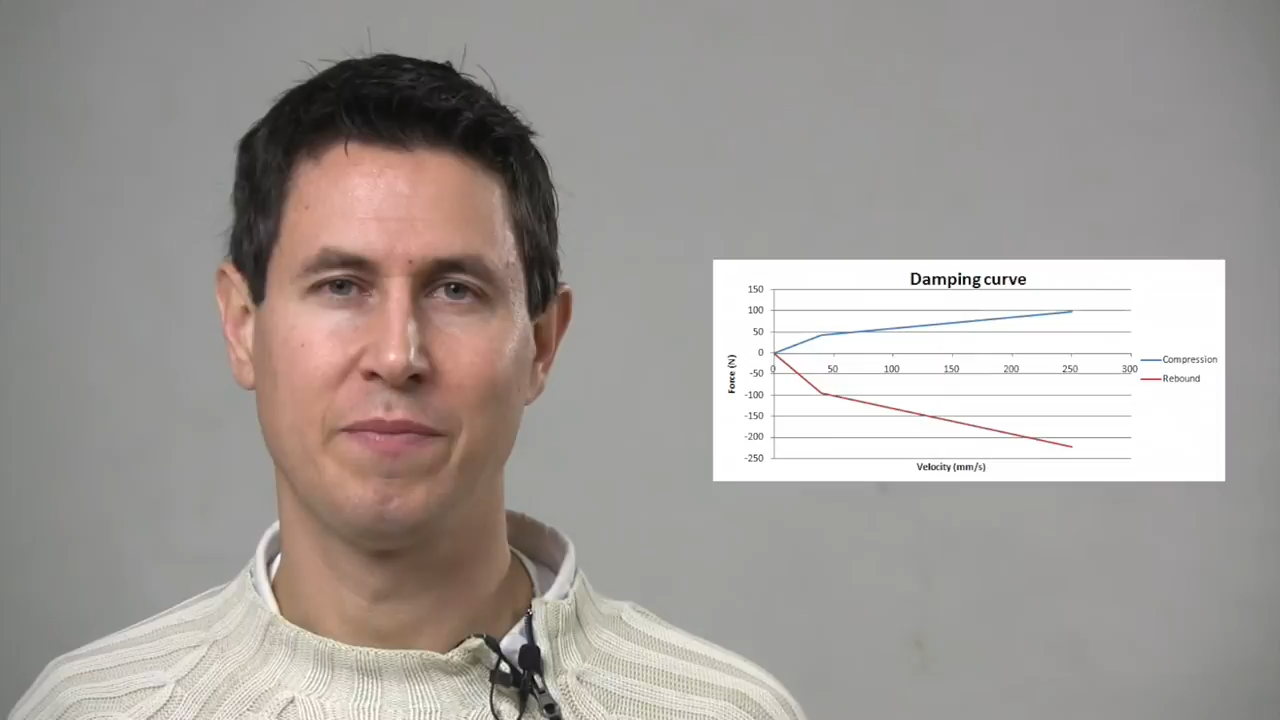 Damping curve
150
100
50
0
-50
-100
-150
-200
-250
0 50 100 150 200 250 300
Force (N)
Velocity (mm/s)
Compression
Rebound